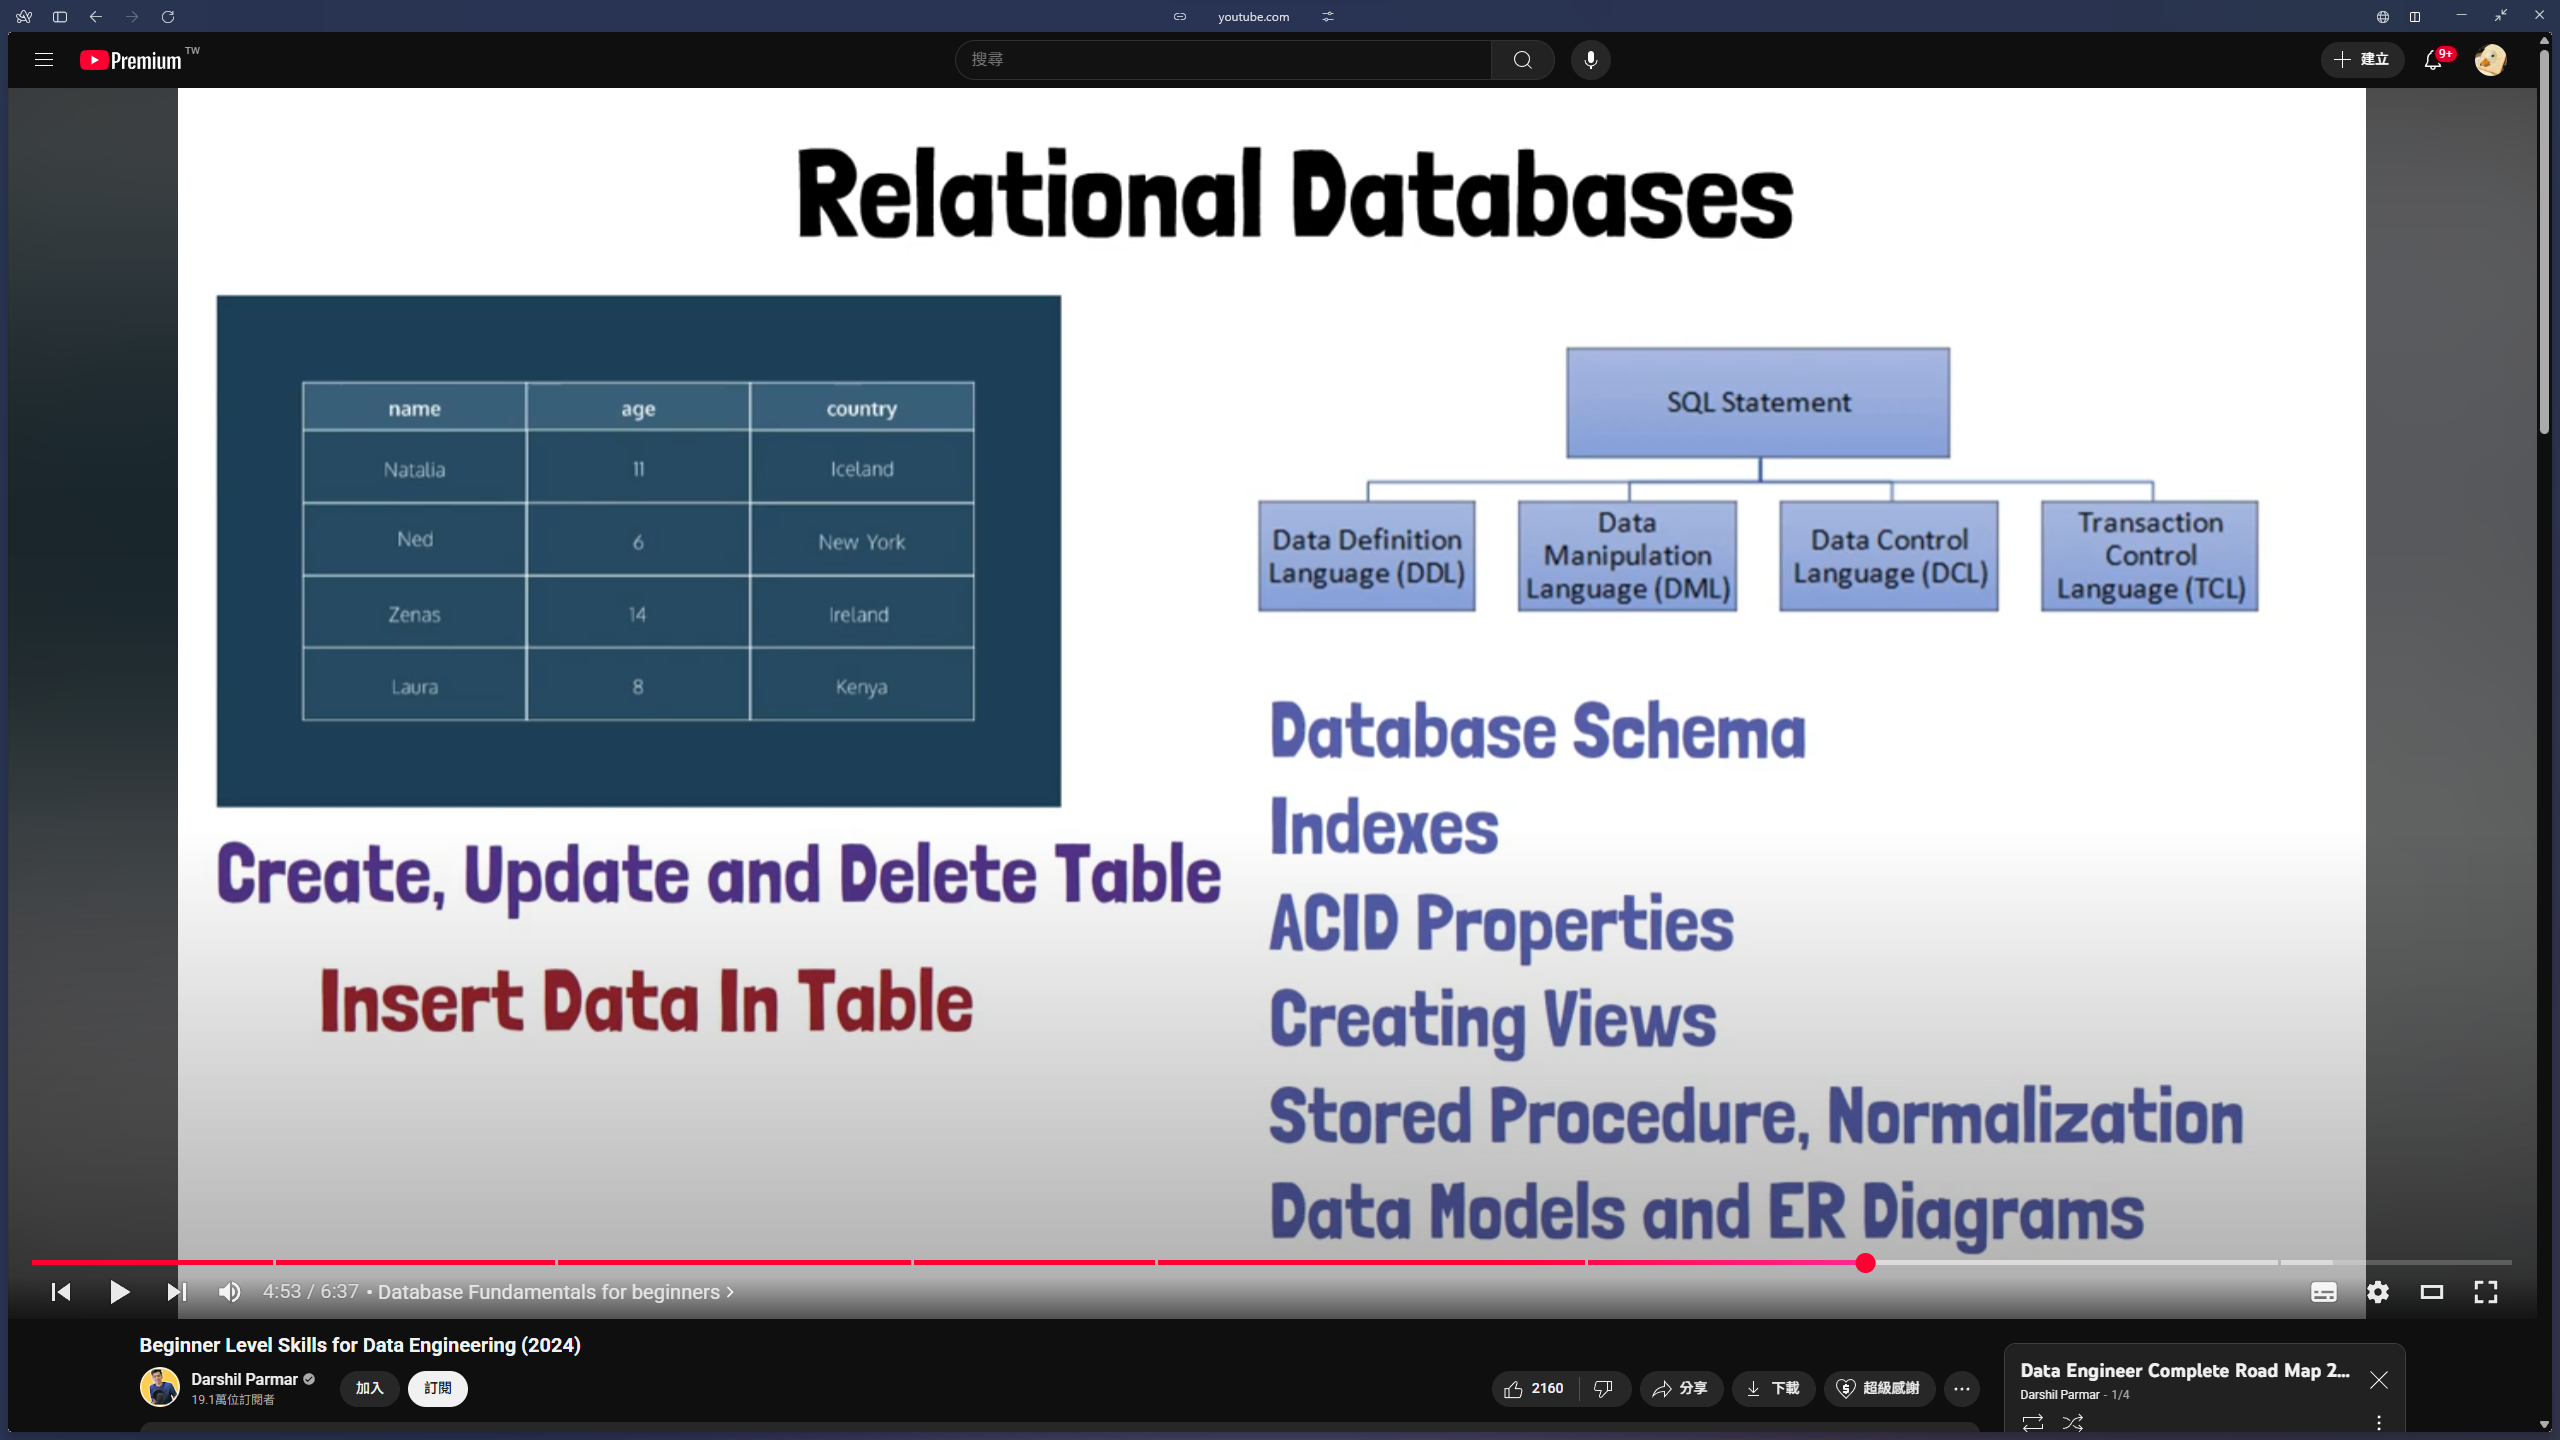 youtube.com
Premium TW
搜尋
建立
9+
Relational Databases
name age country
Natalia 11 Iceland
Ned 6 New York
Zenas 14 Ireland
Laura 8 Kenya
SQL Statement
Data Definition Language (DDL)
Data Manipulation Language (DML)
Data Control Language (DCL)
Transaction Control Language (TCL)
Create, Update and Delete Table
Insert Data In Table
Database Schema
Indexes
ACID Properties
Creating Views
Stored Procedure, Normalization
Data Models and ER Diagrams
4:53 / 6:37 • Database Fundamentals for beginners
Beginner Level Skills for Data Engineering (2024)
Darshil Parmar
19.1萬位訂閱者
加入
訂閱
2160
分享
下載
超級感謝
Data Engineer Complete Road Map 2...
Darshil Parmar - 1/4